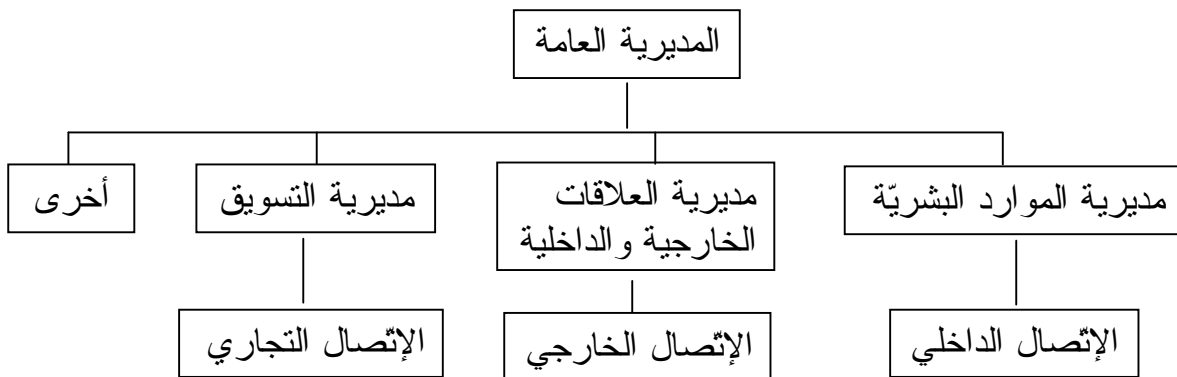 المديرية العامة
مديرية الموارد البشريّة
مديرية العلاقات
الخارجية والداخلية
مديرية التسويق
أخرى
الإتّصال الداخلي
الإتّصال الخارجي
الإتّصال التجاري